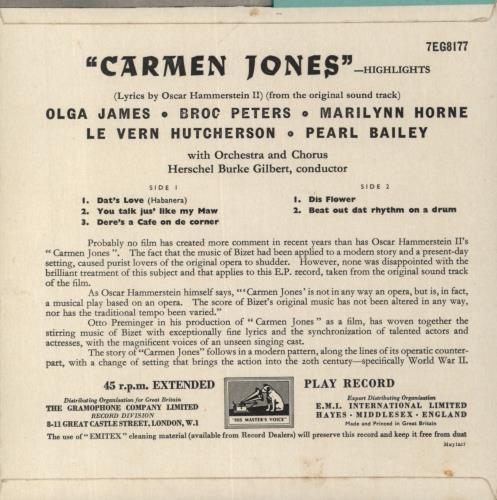 7EG8177
"CARMEN JONES"—HIGHLIGHTS
(Lyrics by Oscar Hammerstein II) (from the original sound track)
OLGA JAMES • BROC PETERS • MARILYNN HORNE
LE VERN HUTCHERSON • PEARL BAILEY
with Orchestra and Chorus
Herschel Burke Gilbert, conductor
SIDE 1
1. Dat's Love (Habanera)
2. You talk jus' like my Maw
3. Dere's a Cafe on de corner
SIDE 2
1. Dis Flower
2. Beat out dat rhythm on a drum
Probably no film has created more comment in recent years than has Oscar Hammerstein II's
" Carmen Jones ". The fact that the music of Bizet had been applied to a modern story and a present-day
setting, caused purist lovers of the original opera to shudder. However, none was disappointed with the
brilliant treatment of this subject and that applies to this E.P. record, taken from the original sound track
of the film.
As Oscar Hammerstein himself says, "'Carmen Jones' is not in any way an opera, but is, in fact,
a musical play based on an opera. The score of Bizet's original music has not been altered in any way,
nor has the traditional tempo been varied."
Otto Preminger in his production of " Carmen Jones " as a film, has woven together the
stirring music of Bizet with exceptionally fine lyrics and the synchronization of talented actors and
actresses, with the magnificent voices of an unseen singing cast.
The story of "Carmen Jones" follows in a modern pattern, along the lines of its operatic counter-
part, with a change of setting that brings the action into the 20th century—specifically World War II.
45 r.p.m. EXTENDED PLAY RECORD
Distributing Organisation for Great Britain
THE GRAMOPHONE COMPANY LIMITED
RECORD DIVISION
8-11 GREAT CASTLE STREET, LONDON, W.1
"HIS MASTER'S VOICE"
Export Distributing Organisation
E.M.I. INTERNATIONAL LIMITED
HAYES · MIDDLESEX · ENGLAND
Made and Printed in Great Britain
The use of "EMITEX" cleaning material (available from Record Dealers) will preserve this record and keep it free from dust